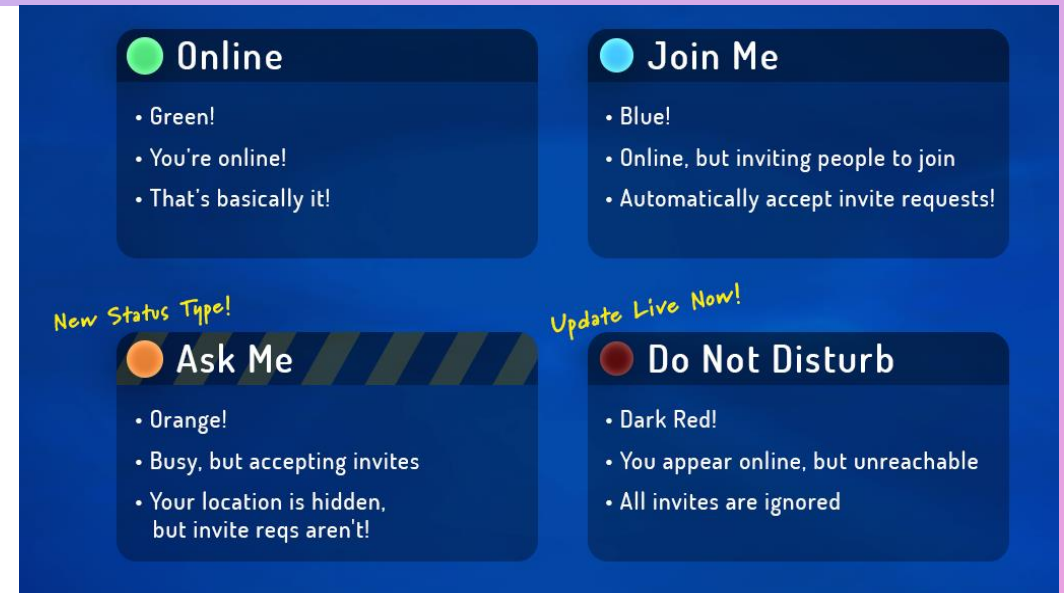 Online
• Green!
• You're online!
• That's basically it!
Join Me
• Blue!
• Online, but inviting people to join
• Automatically accept invite requests!
New Status Type!
Ask Me
• Orange!
• Busy, but accepting invites
• Your location is hidden,
but invite reqs aren't!
Update Live Now!
Do Not Disturb
• Dark Red!
• You appear online, but unreachable
• All invites are ignored